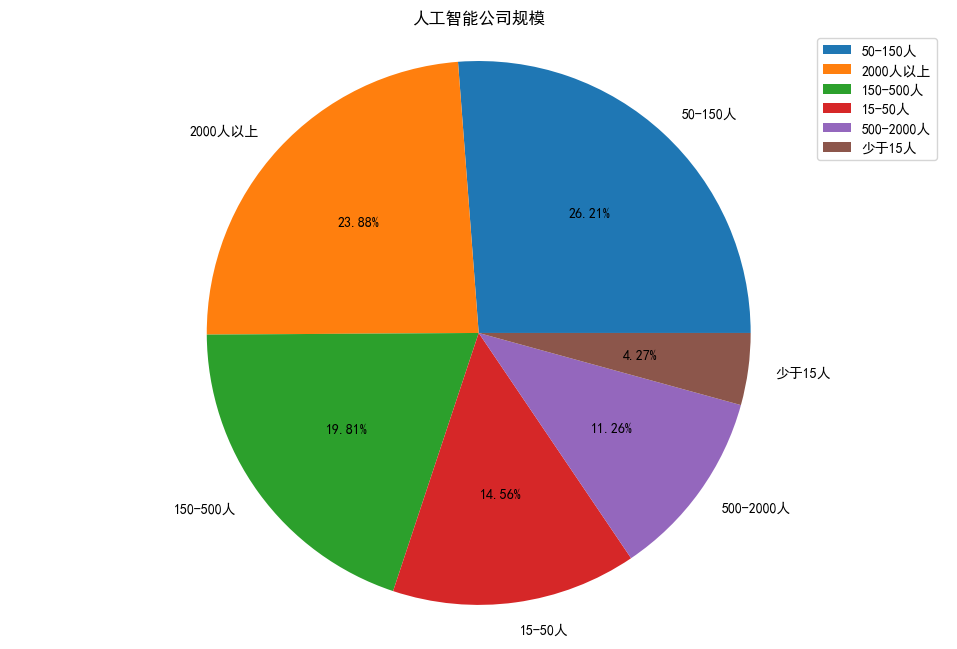 人工智能公司规模
50-150人
2000人以上
150-500人
15-50人
500-2000人
少于15人
50-150人
2000人以上
26.21%
23.88%
4.27%
少于15人
19.81%
11.26%
14.56%
150-500人
500-2000人
15-50人